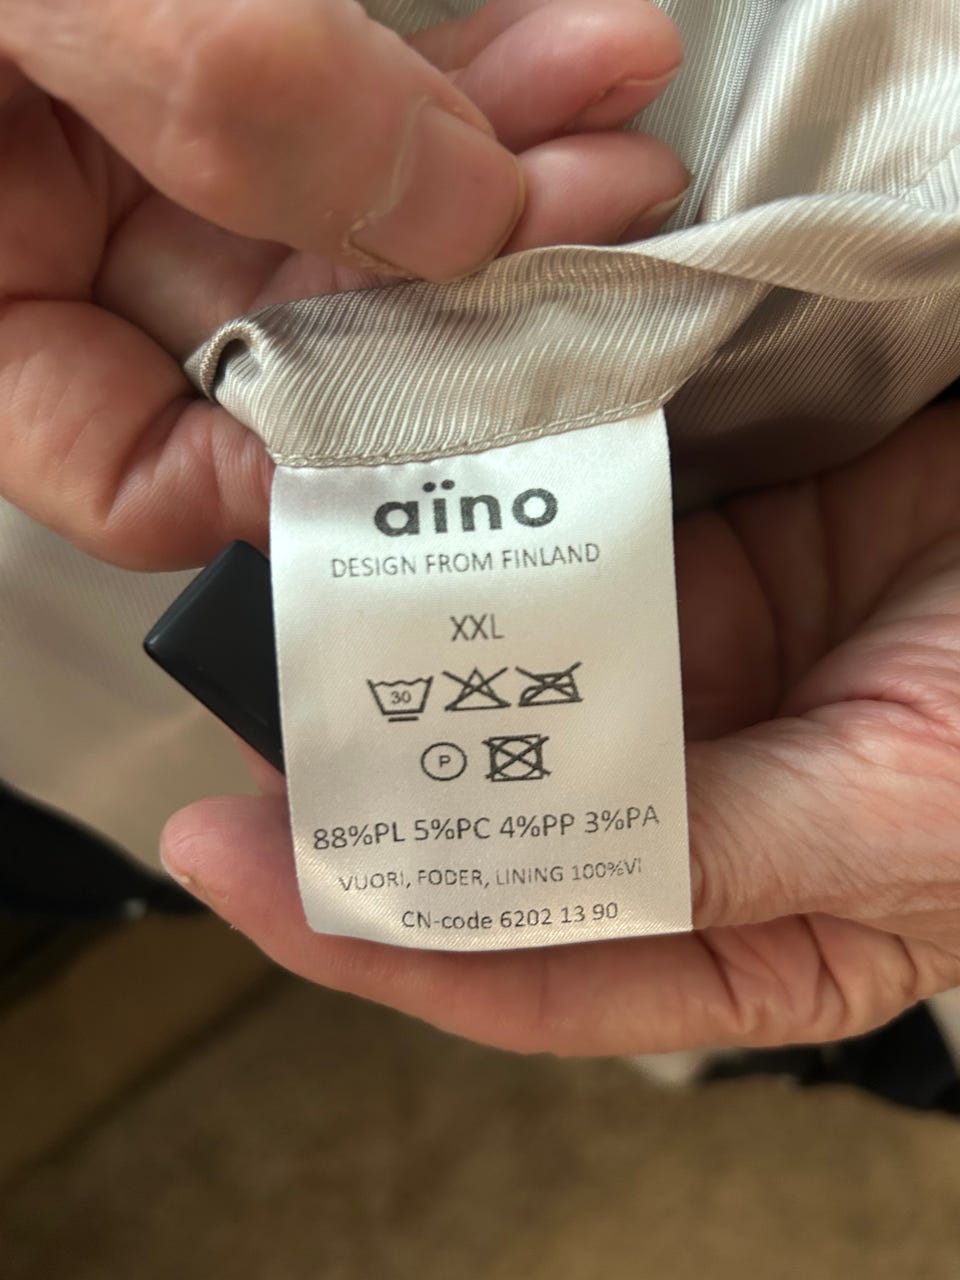 aïno
DESIGN FROM FINLAND
XXL
30
P
88%PL 5%PC 4%PP 3%PA
VUORI, FODER, LINING 100%VI
CN-code 6202 13 90